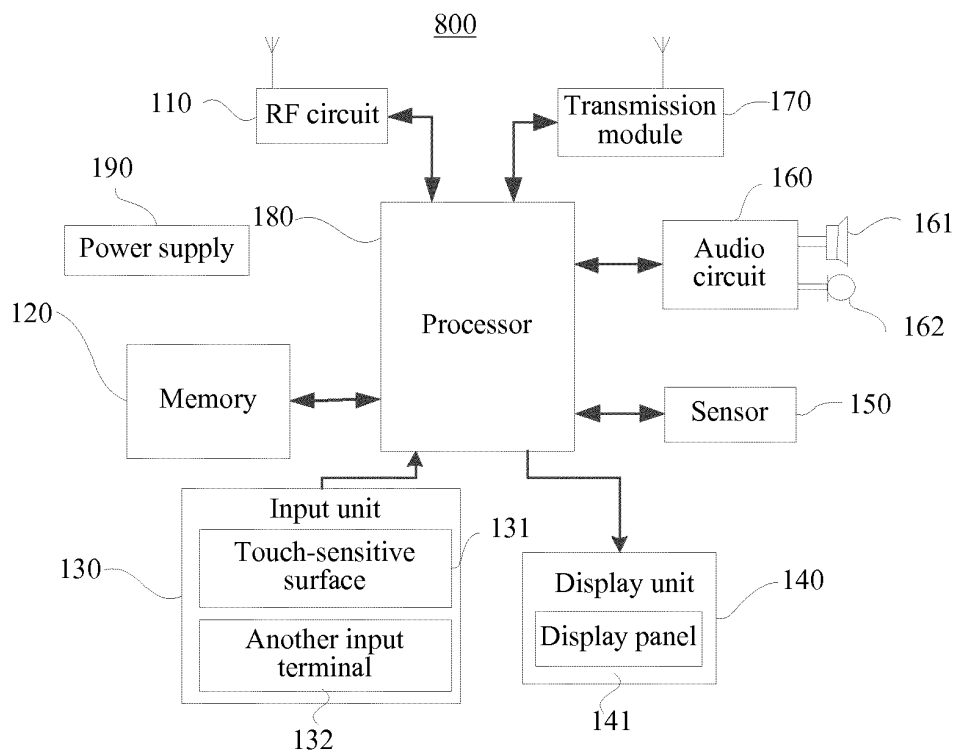 800
110
RF circuit
Transmission
module
170
190
Power supply
180
Processor
160
Audio
circuit
161
162
120
Memory
Sensor
150
130
Input unit
Touch-sensitive
surface
131
Another input
terminal
132
Display unit
140
Display panel
141